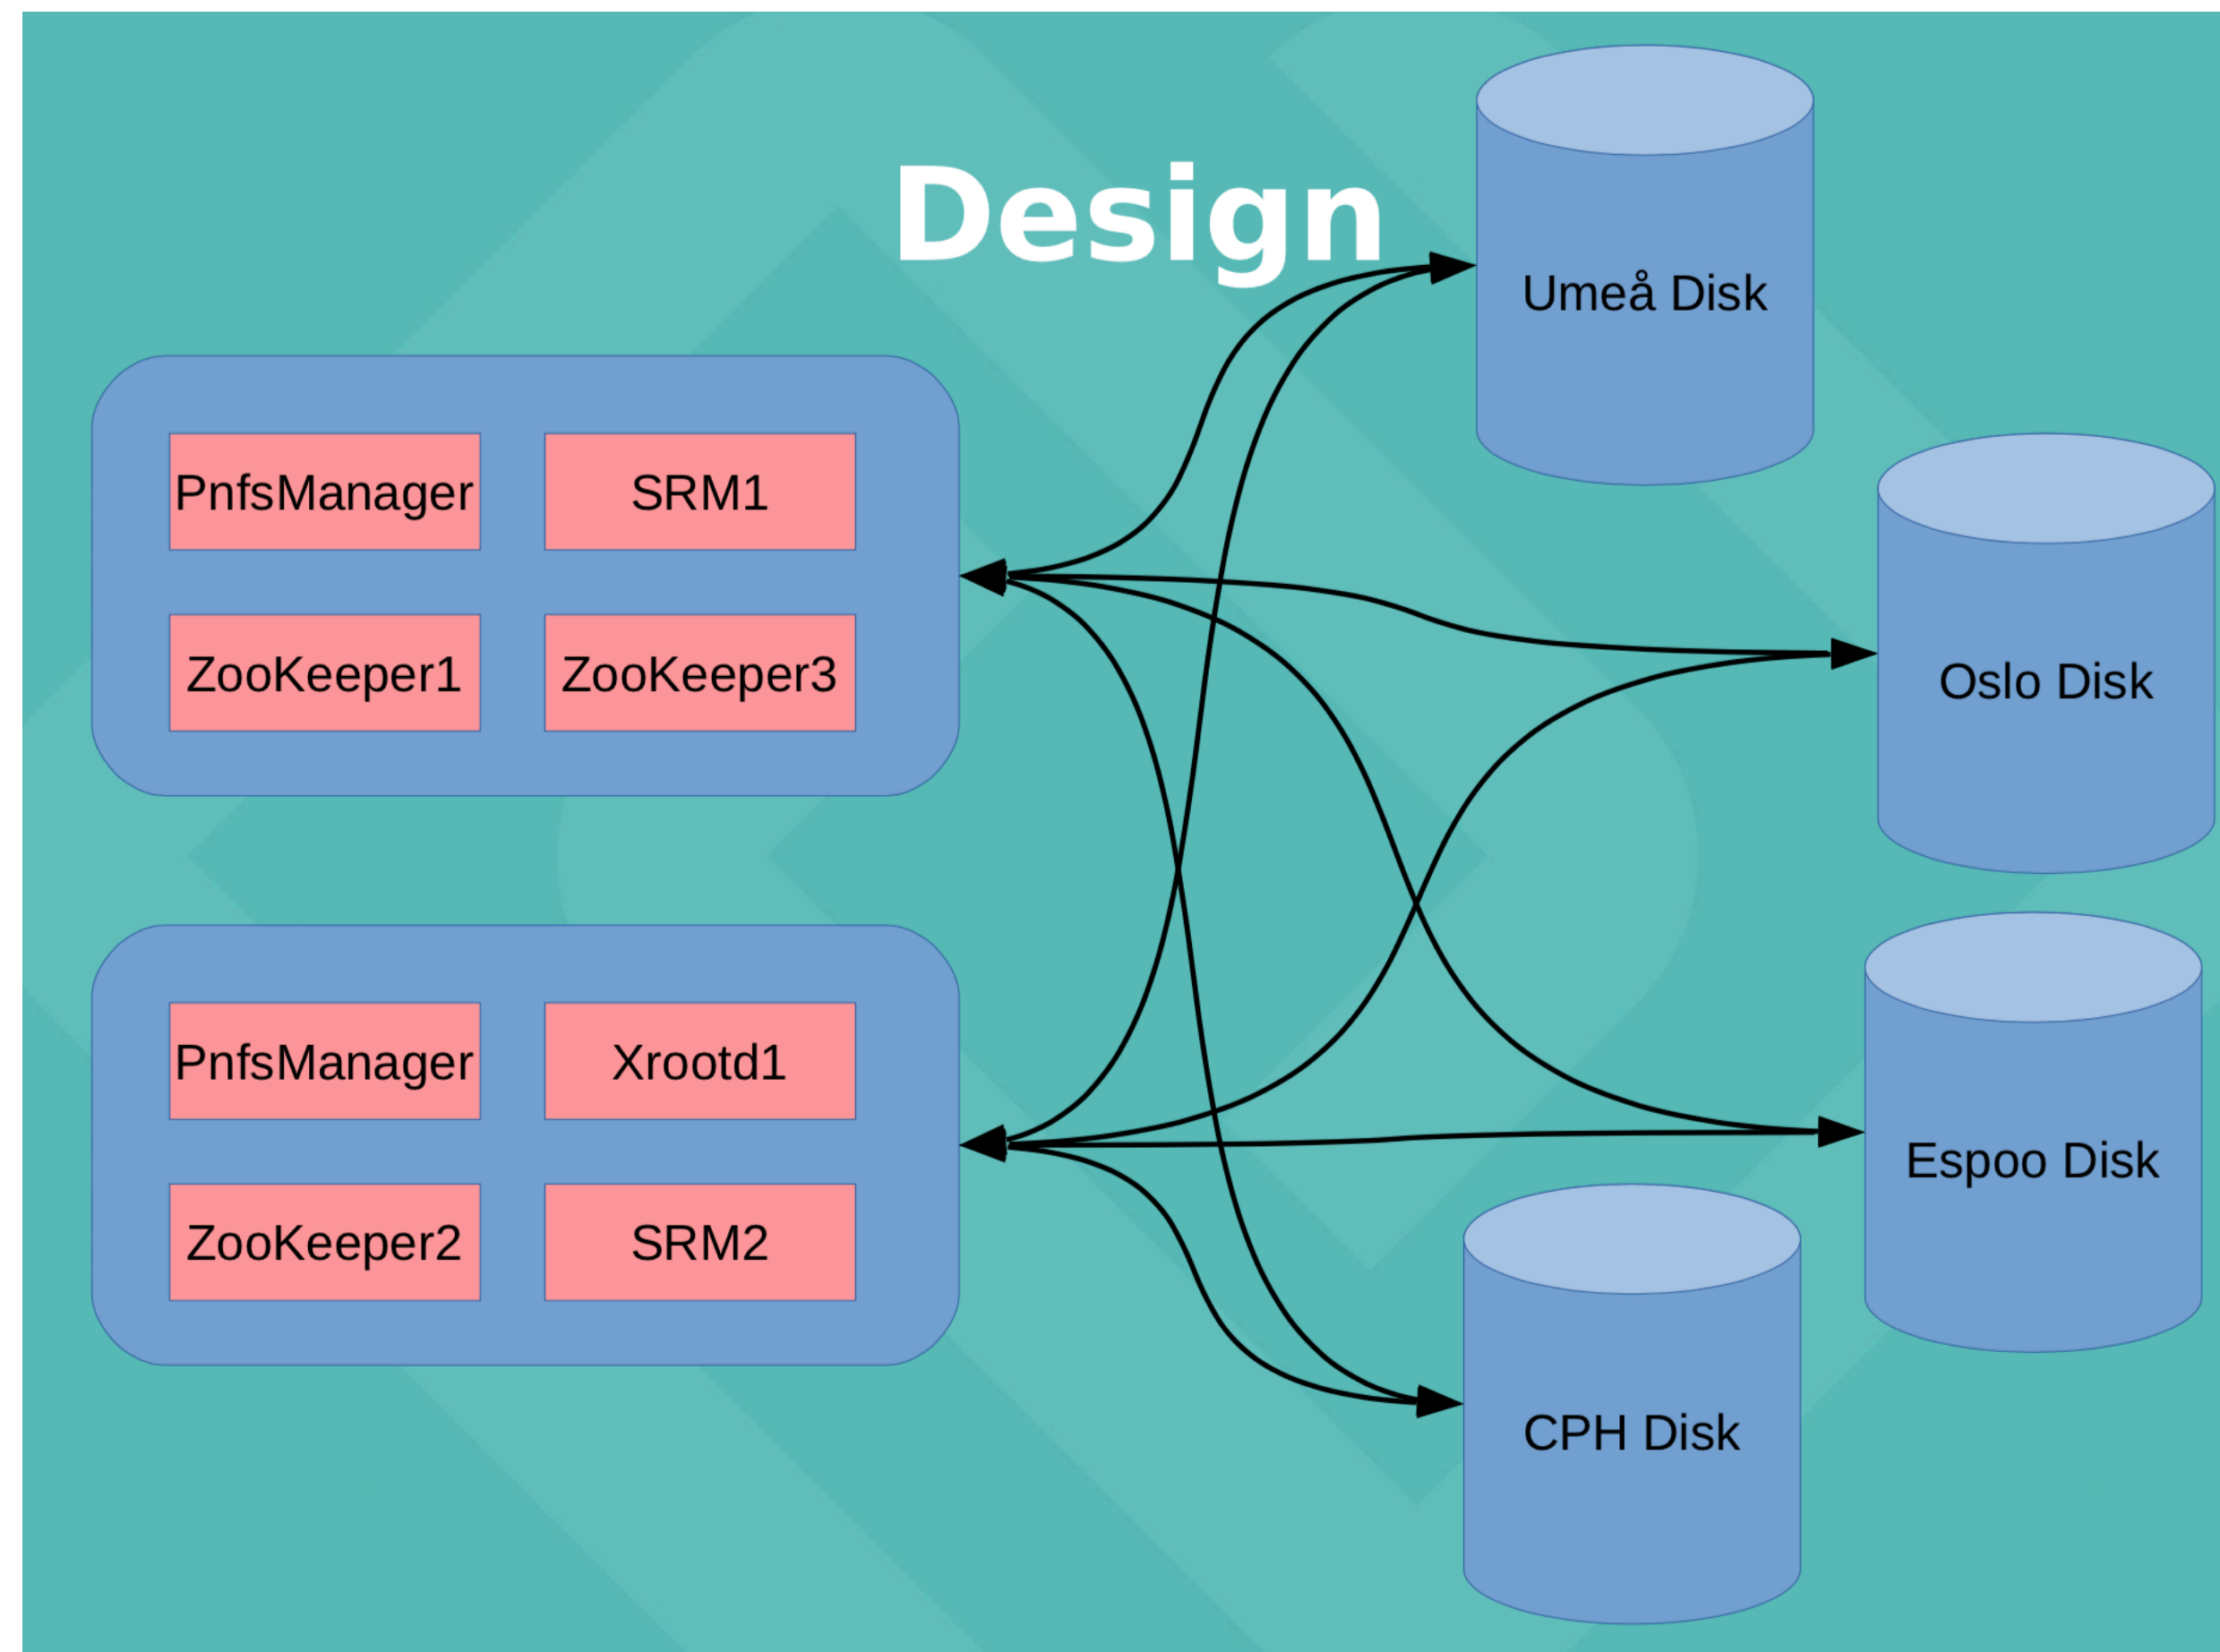 Design
PnfsManager
SRM1
ZooKeeper1
ZooKeeper3
PnfsManager
Xrootd1
ZooKeeper2
SRM2
Umeå Disk
Oslo Disk
Espoo Disk
CPH Disk